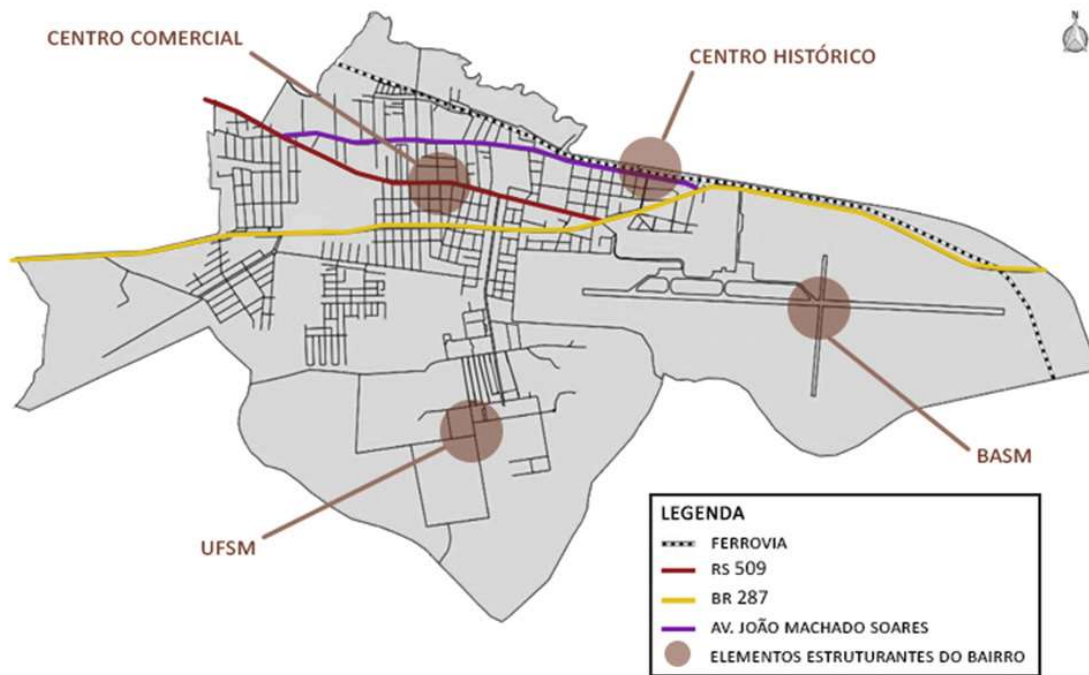 CENTRO COMERCIAL
CENTRO HISTÓRICO
N
BASM
UFSM
LEGENDA
FERROVIA
RS 509
BR 287
AV. JOÃO MACHADO SOARES
ELEMENTOS ESTRUTURANTES DO BAIRRO